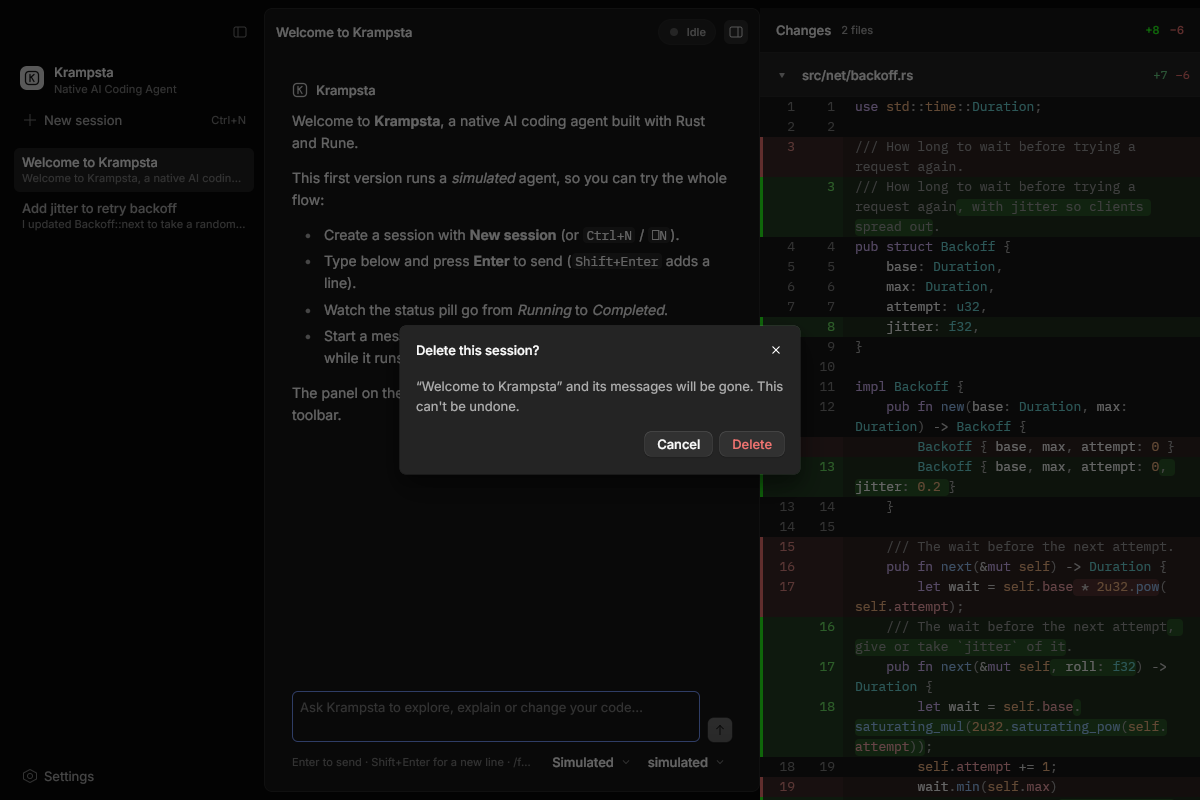 Krampsta
Native AI Coding Agent
New session Ctrl+N
Welcome to Krampsta
Welcome to Krampsta, a native AI codin...
Add jitter to retry backoff
I updated Backoff::next to take a random...
Settings
Welcome to Krampsta
Idle
Krampsta
Welcome to Krampsta, a native AI coding agent built with Rust
and Rune.
This first version runs a simulated agent, so you can try the whole
flow:
• Create a session with New session (or Ctrl+N / N).
• Type below and press Enter to send (Shift+Enter adds a
line).
• Watch the status pill go from Running to Completed.
• Start a mes
while it runs
The panel on the
toolbar.
Delete this session?
“Welcome to Krampsta” and its messages will be gone. This
can't be undone.
Cancel Delete
Ask Krampsta to explore, explain or change your code...
Enter to send · Shift+Enter for a new line · /f... Simulated simulated
Changes 2 files +8 −6
src/net/backoff.rs +7 −6
1 1 use std::time::Duration;
2 2
3 /// How long to wait before trying a
request again.
3 /// How long to wait before trying a
request again, with jitter so clients
spread out.
4 4 pub struct Backoff {
5 5 base: Duration,
6 6 max: Duration,
7 7 attempt: u32,
8 jitter: f32,
9 }
10
11 impl Backoff {
12 pub fn new(base: Duration, max:
Duration) -> Backoff {
Backoff { base, max, attempt: 0 }
13 Backoff { base, max, attempt: 0,
jitter: 0.2 }
13 14 }
14 15
15 /// The wait before the next attempt.
16 pub fn next(&mut self) -> Duration {
17 let wait = self.base * 2u32.pow(
self.attempt);
16 /// The wait before the next attempt,
give or take `jitter` of it.
17 pub fn next(&mut self, roll: f32) ->
Duration {
18 let wait = self.base.
saturating_mul(2u32.saturating_pow(self.
attempt));
18 19 self.attempt += 1;
19 wait.min(self.max)